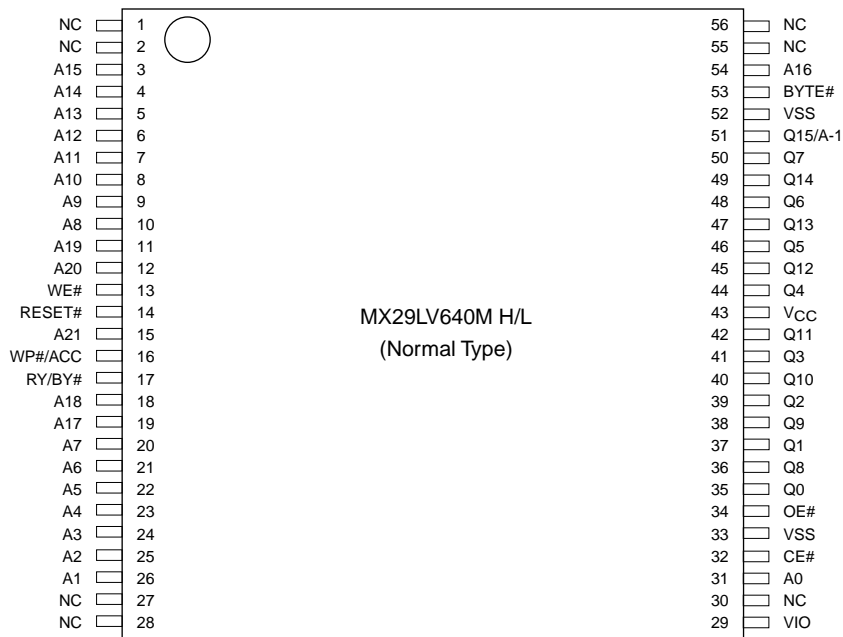 NC 1 56 NC
NC 2 55 NC
A15 3 54 A16
A14 4 53 BYTE#
A13 5 52 VSS
A12 6 51 Q15/A-1
A11 7 50 Q7
A10 8 49 Q14
A9 9 48 Q6
A8 10 47 Q13
A19 11 46 Q5
A20 12 45 Q12
WE# 13 44 Q4
RESET# 14 43 VCC
A21 15 42 Q11
WP#/ACC 16 41 Q3
RY/BY# 17 40 Q10
A18 18 39 Q2
A17 19 38 Q9
A7 20 37 Q1
A6 21 36 Q8
A5 22 35 Q0
A4 23 34 OE#
A3 24 33 VSS
A2 25 32 CE#
A1 26 31 A0
NC 27 30 NC
NC 28 29 VIO
MX29LV640M H/L
(Normal Type)